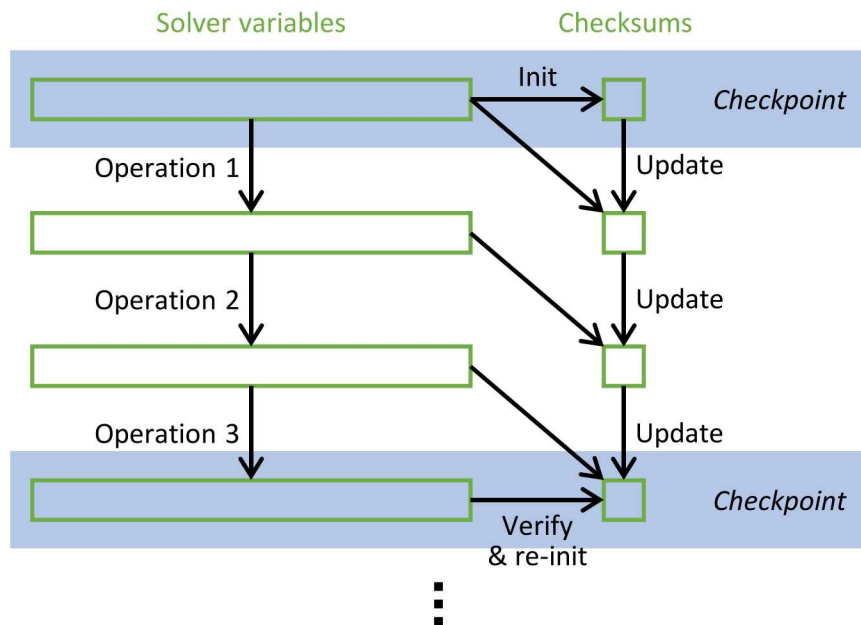 Solver variables
Checksums
Init
Checkpoint
Operation 1
Update
Operation 2
Update
Operation 3
Update
Checkpoint
Verify
& re-init